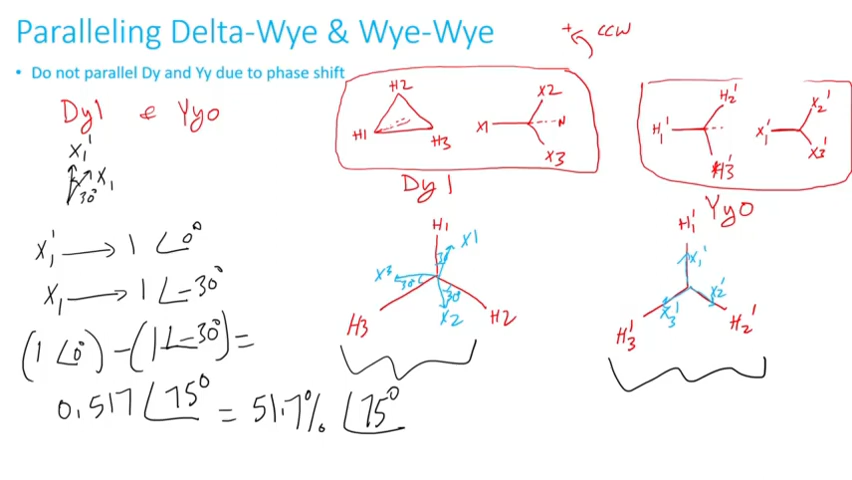 Paralleling Delta-Wye & Wye-Wye
• Do not parallel Dy and Yy due to phase shift
+ CCW
Dy1 & Yy0
X1' X1 30°
X1' → 1 ∠0°
X1 → 1 ∠-30°
(1 ∠0°) - (1∠-30°) =
0.517 ∠75° = 51.7% ∠75°
H2
H1 H3
X2
X1 N
X3
Dy1
H1
30° X1
X3 30° 30°
X2
H3 H2
H2'
H1'
H3'
X2'
X1'
X3'
Yy0
H1'
X1'
X3' X2'
H3' H2'